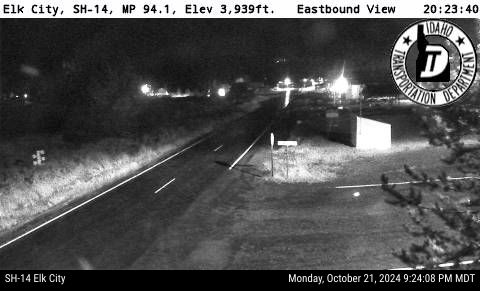 Elk City, SH-14, MP 94.1, Elev 3,939ft. Eastbound View 20:23:40
IDAHO
TRANSPORTATION DEPARTMENT
SH-14 Elk City Monday, October 21, 2024 9:24:08 PM MDT